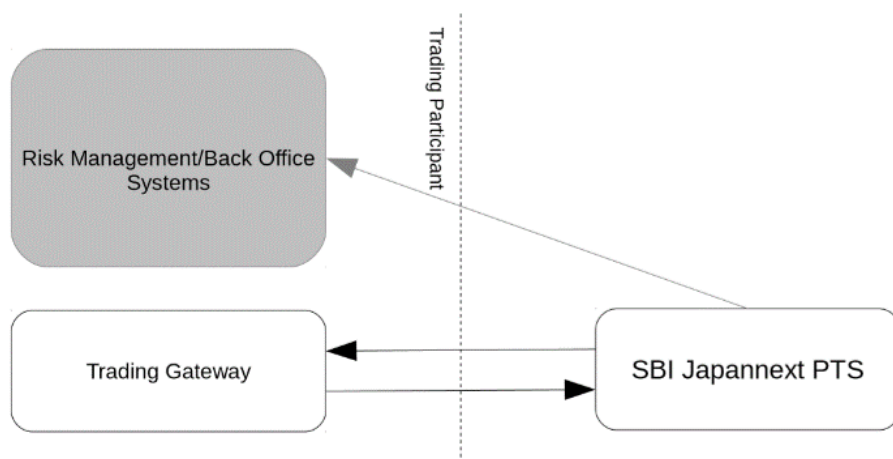 Trading Participant
Risk Management/Back Office
Systems
Trading Gateway
SBI Japannext PTS